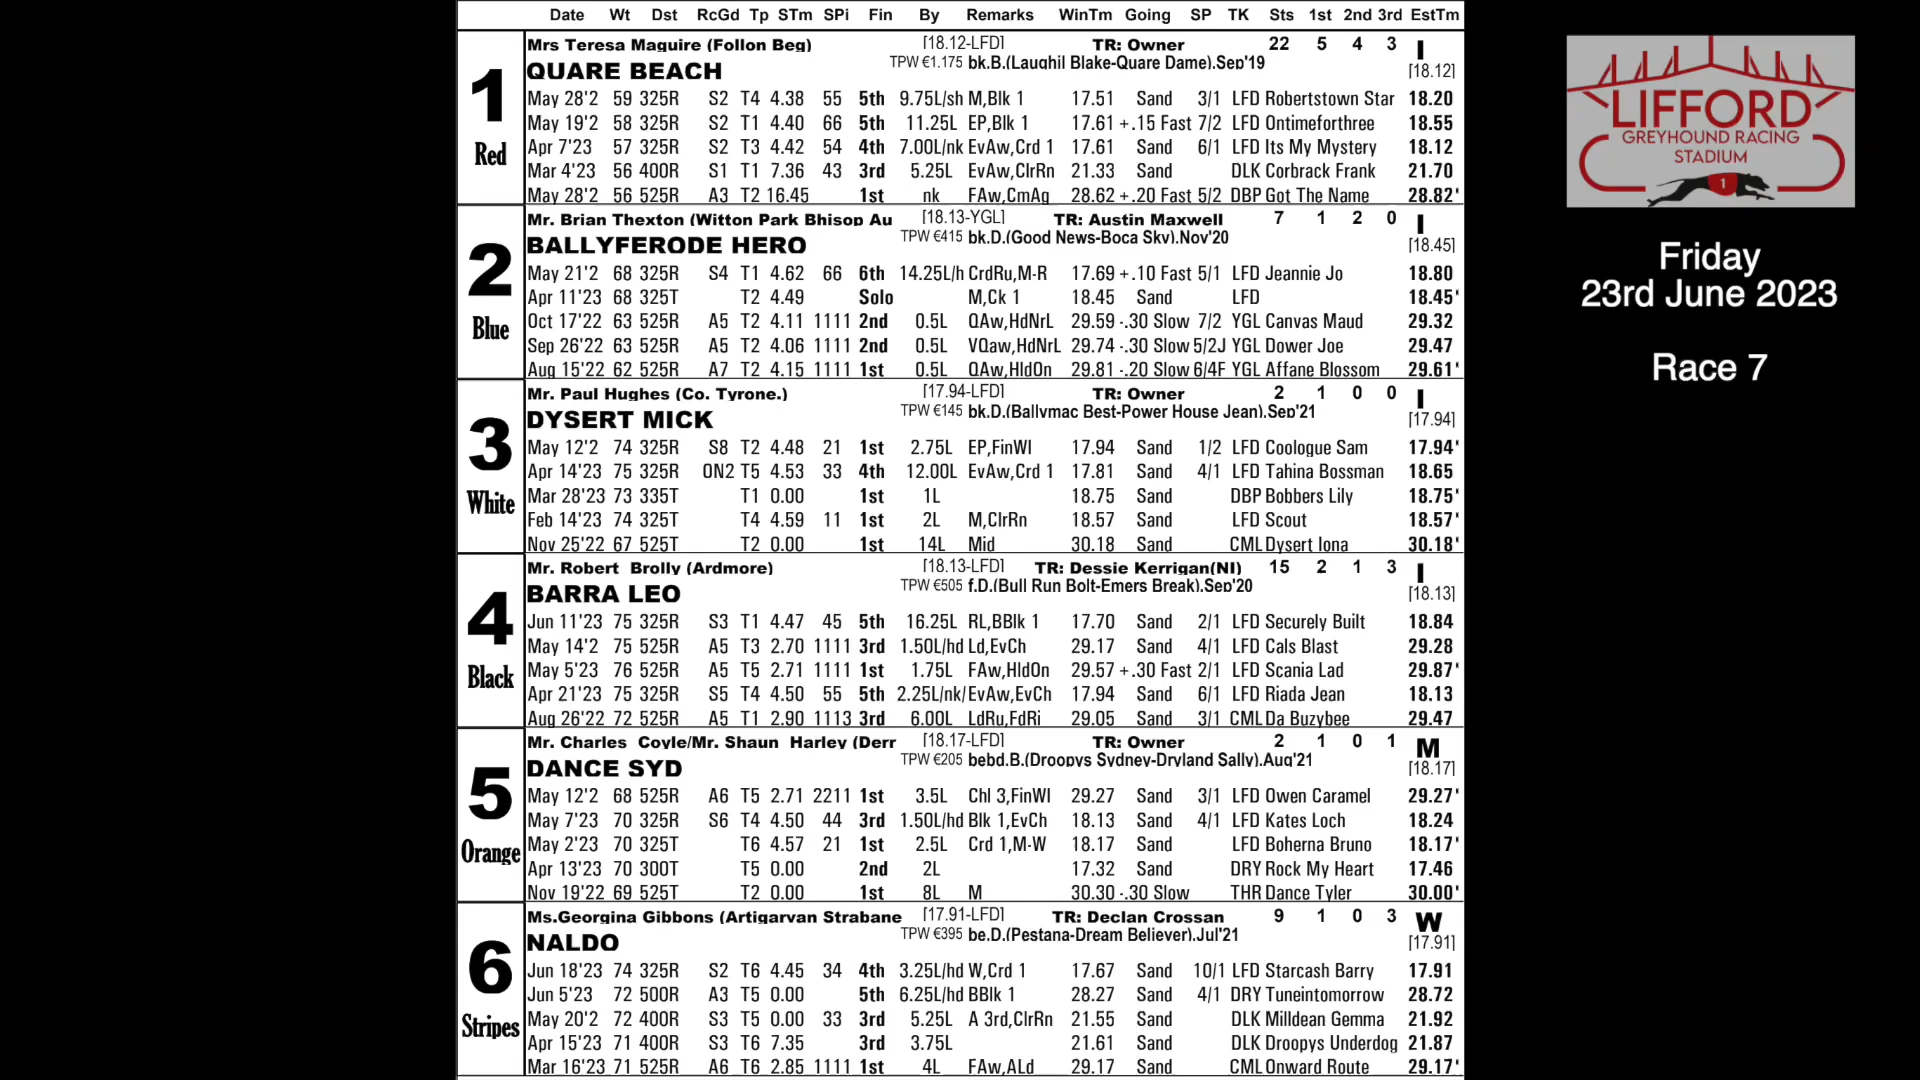 Date Wt Dst RcGd Tp STm SPi Fin By Remarks WinTm Going SP TK Sts 1st 2nd 3rd EstTm
1
Red
Mrs Teresa Maguire (Follon Beg) [18.12-LFD] TR: Owner 22 5 4 3 I
TPW €1.175 bk.B.(Laughil Blake-Quare Dame).Sep'19
QUARE BEACH [18.12]
May 28'2 59 325R S2 T4 4.38 55 5th 9.75L/sh M,Blk 1 17.51 Sand 3/1 LFD Robertstown Star 18.20
May 19'2 58 325R S2 T1 4.40 66 5th 11.25L EP,Blk 1 17.61 +.15 Fast 7/2 LFD Ontimeforthree 18.55
Apr 7'23 57 325R S2 T3 4.42 54 4th 7.00L/nk EvAw,Crd 1 17.61 Sand 6/1 LFD Its My Mystery 18.12
Mar 4'23 56 400R S1 T1 7.36 43 3rd 5.25L EvAw,ClrRn 21.33 Sand DLK Corbrack Frank 21.70
May 28'2 56 525R A3 T2 16.45 1st nk FAw,CmAg 28.62 +.20 Fast 5/2 DBP Got The Name 28.82'
2
Blue
Mr. Brian Thexton (Witton Park Bhisop Au [18.13-YGL] TR: Austin Maxwell 7 1 2 0 I
TPW €415 bk.D.(Good News-Boca Sky).Nov'20
BALLYFERODE HERO [18.45]
May 21'2 68 325R S4 T1 4.62 66 6th 14.25L/h CrdRu,M-R 17.69 +.10 Fast 5/1 LFD Jeannie Jo 18.80
Apr 11'23 68 325T T2 4.49 Solo M,Ck 1 18.45 Sand LFD 18.45'
Oct 17'22 63 525R A5 T2 4.11 1111 2nd 0.5L QAw,HdNrL 29.59 -.30 Slow 7/2 YGL Canvas Maud 29.32
Sep 26'22 63 525R A5 T2 4.06 1111 2nd 0.5L VQaw,HdNrL 29.74 -.30 Slow 5/2J YGL Dower Joe 29.47
Aug 15'22 62 525R A7 T2 4.15 1111 1st 0.5L QAw,HldOn 29.81 -.20 Slow 6/4F YGL Affane Blossom 29.61'
3
White
Mr. Paul Hughes (Co. Tyrone.) [17.94-LFD] TR: Owner 2 1 0 0 I
TPW €145 bk.D.(Ballymac Best-Power House Jean).Sep'21
DYSERT MICK [17.94]
May 12'2 74 325R S8 T2 4.48 21 1st 2.75L EP,FinWl 17.94 Sand 1/2 LFD Coologue Sam 17.94'
Apr 14'23 75 325R ON2 T5 4.53 33 4th 12.00L EvAw,Crd 1 17.81 Sand 4/1 LFD Tahina Bossman 18.65
Mar 28'23 73 335T T1 0.00 1st 1L 18.75 Sand DBP Bobbers Lily 18.75'
Feb 14'23 74 325T T4 4.59 11 1st 2L M,ClrRn 18.57 Sand LFD Scout 18.57'
Nov 25'22 67 525T T2 0.00 1st 14L Mid 30.18 Sand CML Dysert Iona 30.18'
4
Black
Mr. Robert Brolly (Ardmore) [18.13-LFD] TR: Dessie Kerrigan(NI) 15 2 1 3 I
TPW €505 f.D.(Bull Run Bolt-Emers Break).Sep'20
BARRA LEO [18.13]
Jun 11'23 75 325R S3 T1 4.47 45 5th 16.25L RL,BBlk 1 17.70 Sand 2/1 LFD Securely Built 18.84
May 14'2 75 525R A5 T3 2.70 1111 3rd 1.50L/hd Ld,EvCh 29.17 Sand 4/1 LFD Cals Blast 29.28
May 5'23 76 525R A5 T5 2.71 1111 1st 1.75L FAw,HldOn 29.57 +.30 Fast 2/1 LFD Scania Lad 29.87'
Apr 21'23 75 325R S5 T4 4.50 55 5th 2.25L/nk/ EvAw,EvCh 17.94 Sand 6/1 LFD Riada Jean 18.13
Aug 26'22 72 525R A5 T1 2.90 1113 3rd 6.00L LdRu,FdRi 29.05 Sand 3/1 CML Da Buzybee 29.47
5
Orange
Mr. Charles Coyle/Mr. Shaun Harley (Derr [18.17-LFD] TR: Owner 2 1 0 1 M
TPW €205 bebd.B.(Droopys Sydney-Dryland Sally).Aug'21
DANCE SYD [18.17]
May 12'2 68 525R A6 T5 2.71 2211 1st 3.5L Chl 3,FinWl 29.27 Sand 3/1 LFD Owen Caramel 29.27'
May 7'23 70 325R S6 T4 4.50 44 3rd 1.50L/hd Blk 1,EvCh 18.13 Sand 4/1 LFD Kates Loch 18.24
May 2'23 70 325T T6 4.57 21 1st 2.5L Crd 1,M-W 18.17 Sand LFD Boherna Bruno 18.17'
Apr 13'23 70 300T T5 0.00 2nd 2L 17.32 Sand DRY Rock My Heart 17.46
Nov 19'22 69 525T T2 0.00 1st 8L M 30.30 -.30 Slow THR Dance Tyler 30.00'
6
Stripes
Ms.Georgina Gibbons (Artigarvan Strabane [17.91-LFD] TR: Declan Crossan 9 1 0 3 W
TPW €395 be.D.(Pestana-Dream Believer).Jul'21
NALDO [17.91]
Jun 18'23 74 325R S2 T6 4.45 34 4th 3.25L/hd W,Crd 1 17.67 Sand 10/1 LFD Starcash Barry 17.91
Jun 5'23 72 500R A3 T5 0.00 5th 6.25L/hd BBlk 1 28.27 Sand 4/1 DRY Tuneintomorrow 28.72
May 20'2 72 400R S3 T5 0.00 33 3rd 5.25L A 3rd,ClrRn 21.55 Sand DLK Milldean Gemma 21.92
Apr 15'23 71 400R S3 T6 7.35 3rd 3.75L 21.61 Sand DLK Droopys Underdog 21.87
Mar 16'23 71 525R A6 T6 2.85 1111 1st 4L FAw,ALd 29.17 Sand CML Onward Route 29.17'
LIFFORD
GREYHOUND RACING
STADIUM
1
Friday
23rd June 2023
Race 7